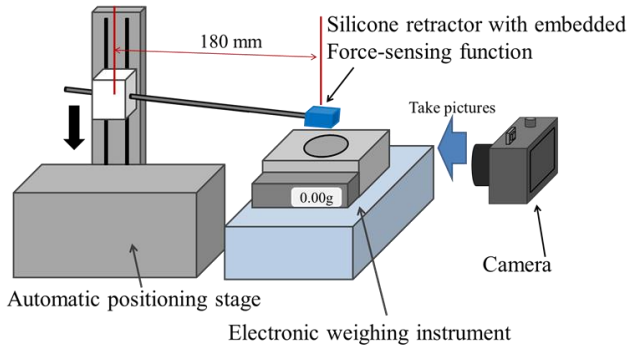 Silicone retractor with embedded
Force-sensing function
180 mm
Take pictures
0.00g
Camera
Automatic positioning stage
Electronic weighing instrument